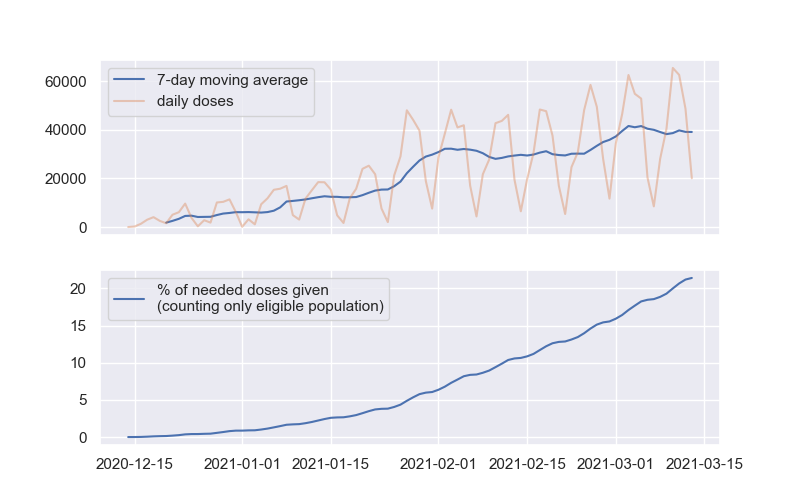 7-day moving average
daily doses
60000
40000
20000
0
% of needed doses given
(counting only eligible population)
20
15
10
5
0
2020-12-15 2021-01-01 2021-01-15 2021-02-01 2021-02-15 2021-03-01 2021-03-15